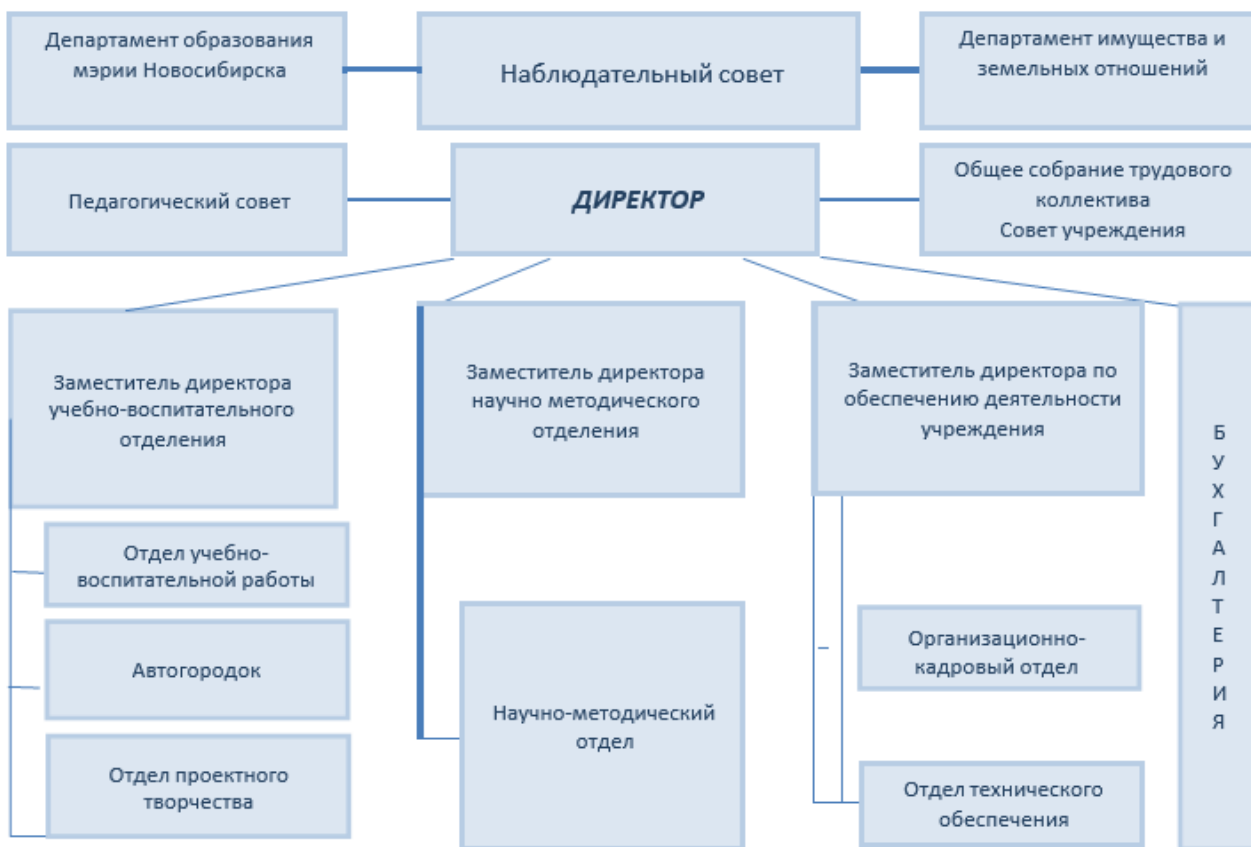 Департамент образования
мэрии Новосибирска
Наблюдательный совет
Департамент имущества и
земельных отношений
Педагогический совет
ДИРЕКТОР
Общее собрание трудового
коллектива
Совет учреждения
Заместитель директора
учебно-воспитательного
отделения
Заместитель директора
научно методического
отделения
Заместитель директора по
обеспечению деятельности
учреждения
Б
У
Х
Г
А
Л
Т
Е
Р
И
Я
Отдел учебно-
воспитательной работы
Автогородок
Отдел проектного
творчества
Научно-методический
отдел
Организационно-
кадровый отдел
Отдел технического
обеспечения